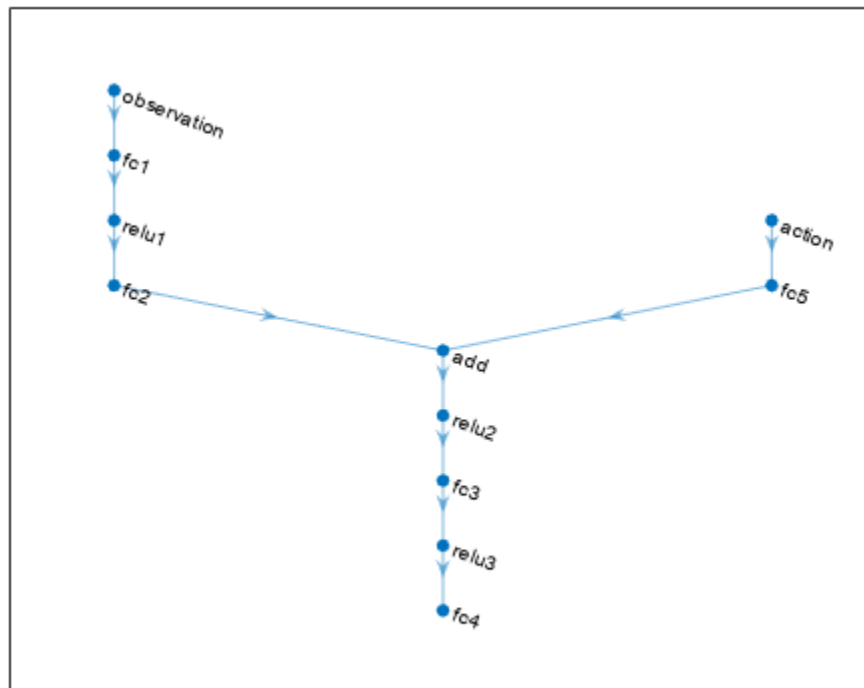 observation
fc1
relu1
fc2
action
fc5
add
relu2
fc3
relu3
fc4